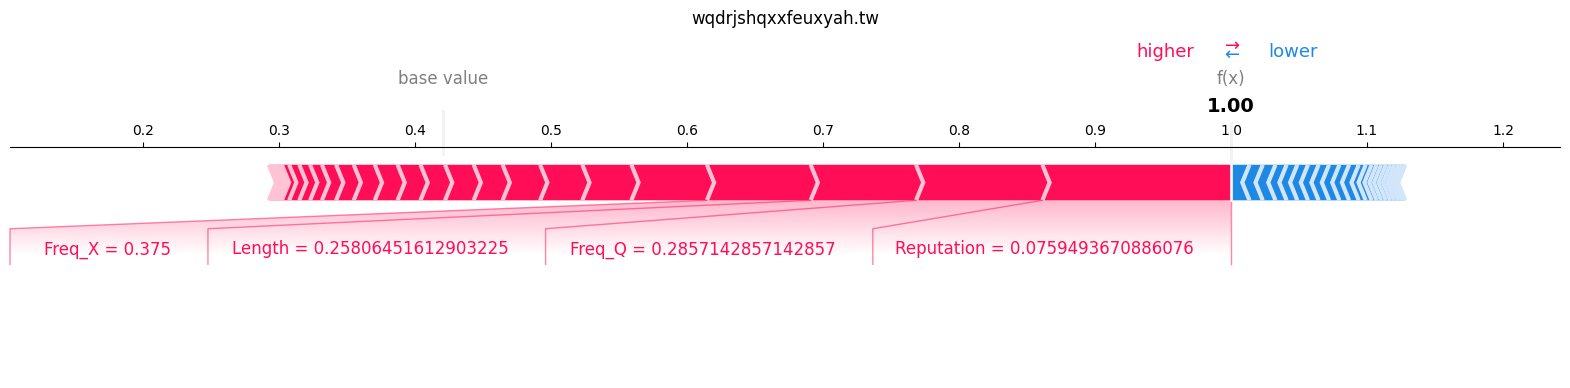 wqdrjshqxxfeuxyah.tw
higher ⇄ lower
base value f(x)
1.00
0.2 0.3 0.4 0.5 0.6 0.7 0.8 0.9 1.0 1.1 1.2
Freq_X = 0.375 Length = 0.25806451612903225 Freq_Q = 0.2857142857142857 Reputation = 0.0759493670886076